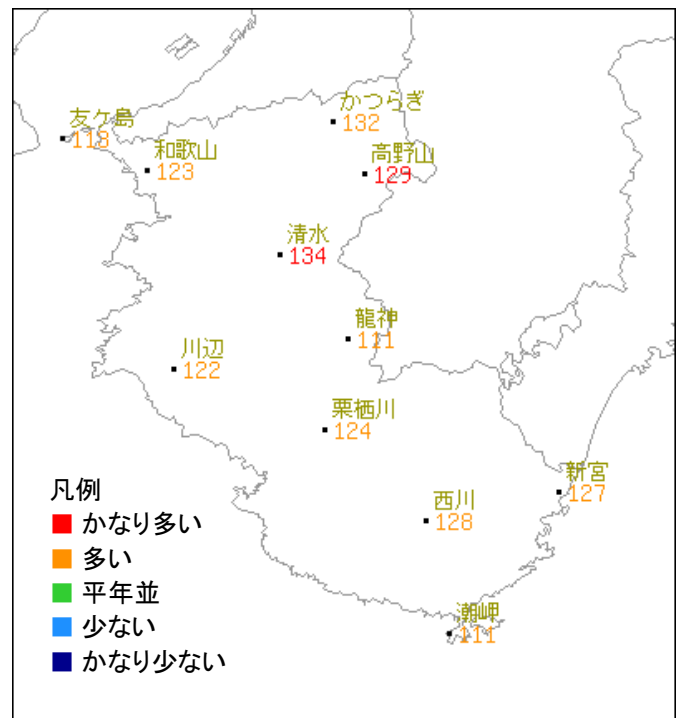 かつらぎ
132
友ケ島
118
和歌山
123
高野山
129
清水
134
龍神
111
川辺
122
栗栖川
124
新宮
127
西川
128
潮岬
111
凡例
かなり多い
多い
平年並
少ない
かなり少ない